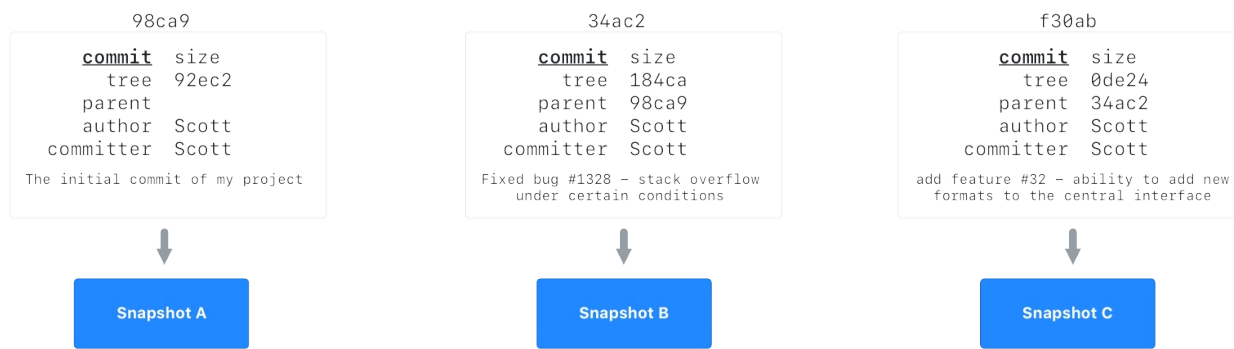 98ca9
commit size
tree 92ec2
parent
author Scott
committer Scott
The initial commit of my project
Snapshot A
34ac2
commit size
tree 184ca
parent 98ca9
author Scott
committer Scott
Fixed bug #1328 – stack overflow
under certain conditions
Snapshot B
f30ab
commit size
tree 0de24
parent 34ac2
author Scott
committer Scott
add feature #32 – ability to add new
formats to the central interface
Snapshot C